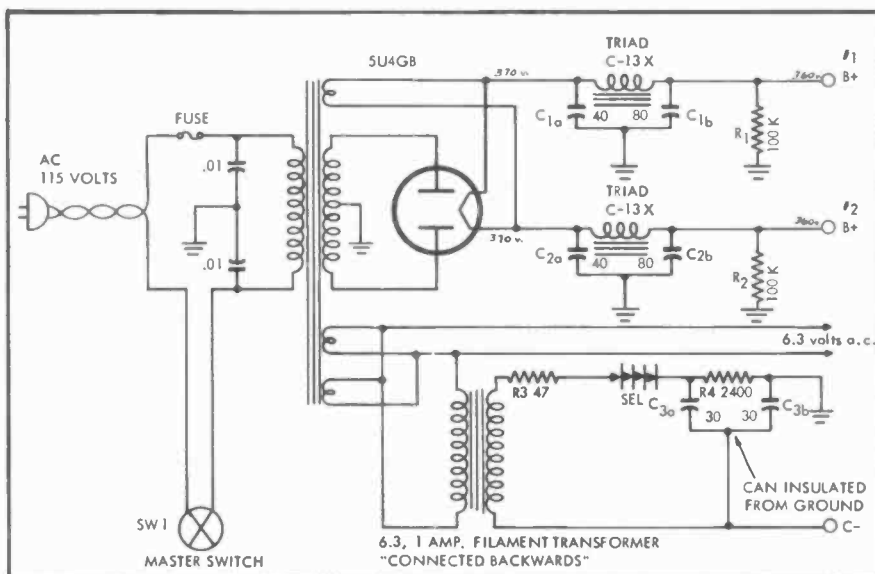 5U4GB
TRIAD
C-13X
#1
B+
370 v.
360v
C1a
40
80
C1b
R1
100 K
FUSE
AC
115 VOLTS
.01
.01
TRIAD
C-13X
#2
B+
370 v.
360v
C2a
40
80
C2b
R2
100 K
6.3 volts a.c.
R3 47
SEL
C3a
30
R4 2400
30
C3b
CAN INSULATED
FROM GROUND
C-
SW1
MASTER SWITCH
6.3, 1 AMP. FILAMENT TRANSFORMER
"CONNECTED BACKWARDS"